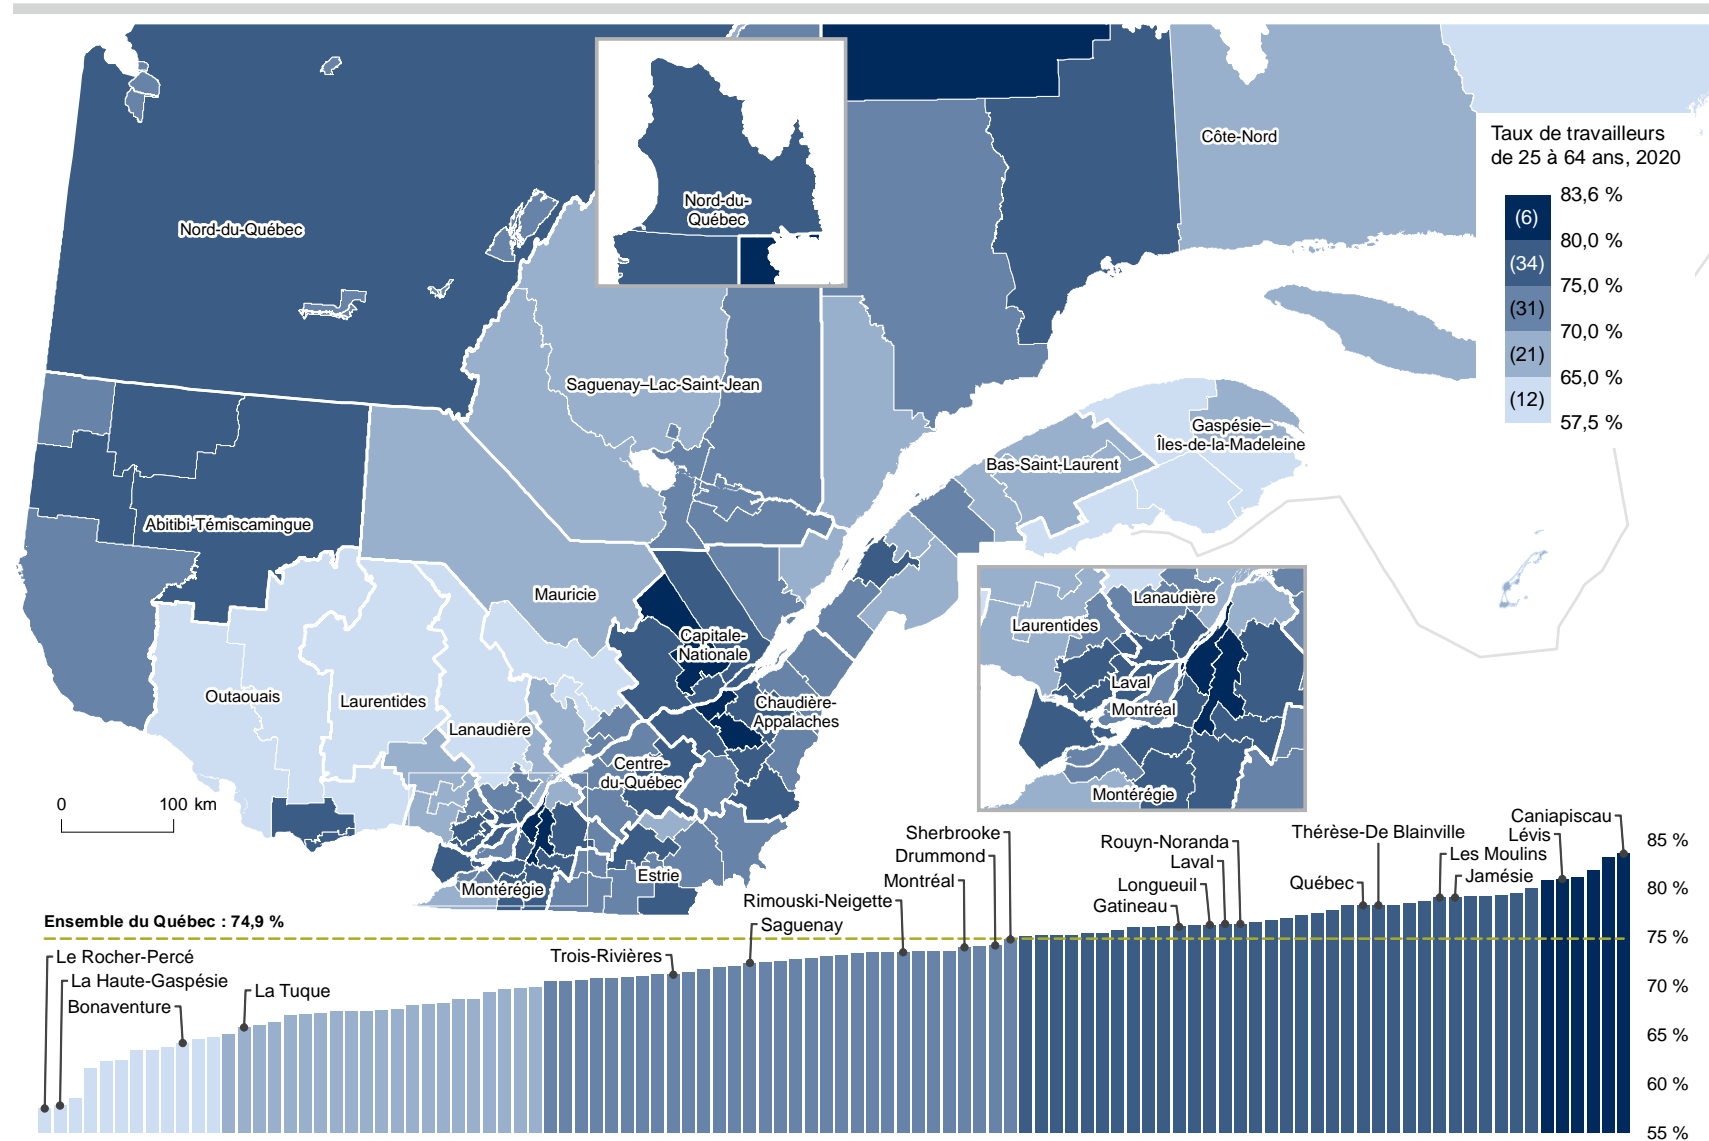 Nord-du-Québec
Nord-du-
Québec
Côte-Nord
Taux de travailleurs
de 25 à 64 ans, 2020
83,6 %
(6)
80,0 %
(34)
75,0 %
(31)
70,0 %
(21)
65,0 %
(12)
57,5 %
Saguenay–Lac-Saint-Jean
Gaspésie–
Îles-de-la-Madeleine
Bas-Saint-Laurent
Abitibi-Témiscamingue
Mauricie
Capitale-
Nationale
Outaouais
Laurentides
Lanaudière
Chaudière-
Appalaches
Centre-
du-Québec
Estrie
Montérégie
Lanaudière
Laurentides
Laval
Montréal
Montérégie
0 100 km
Ensemble du Québec : 74,9 %
Le Rocher-Percé
La Haute-Gaspésie
Bonaventure
La Tuque
Trois-Rivières
Saguenay
Rimouski-Neigette
Montréal
Drummond
Sherbrooke
Gatineau
Longueuil
Laval
Rouyn-Noranda
Québec
Thérèse-De Blainville
Les Moulins
Jamésie
Lévis
Caniapiscau
85 %
80 %
75 %
70 %
65 %
60 %
55 %